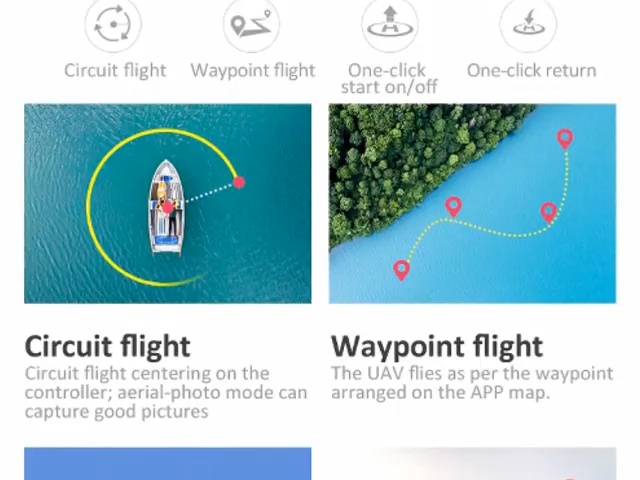 Circuit flight
Waypoint flight
One-click
start on/off
One-click return
Circuit flight
Circuit flight centering on the
controller; aerial-photo mode can
capture good pictures
Waypoint flight
The UAV flies as per the waypoint
arranged on the APP map.